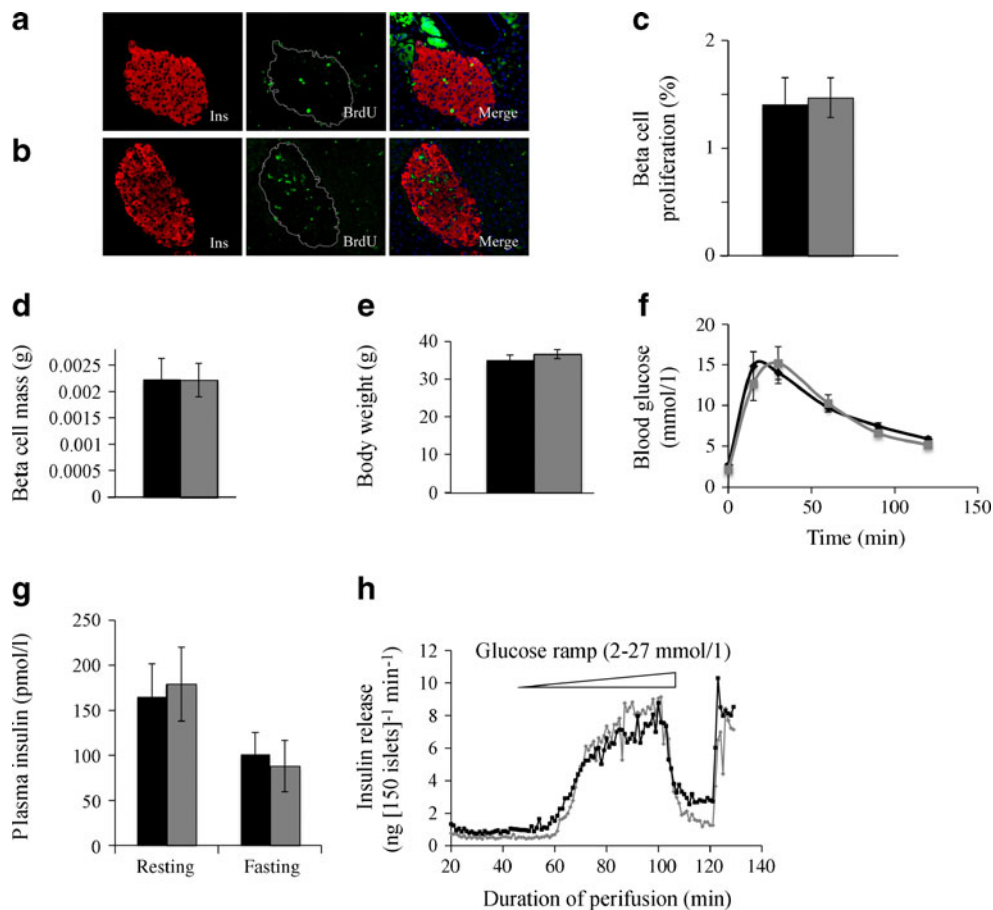 a
Ins
BrdU
Merge
b
Ins
BrdU
Merge
c
Beta cell
proliferation (%)
2
1
0
d
Beta cell mass (g)
0.0025
0.002
0.0015
0.001
0.0005
0
e
Body weight (g)
40
30
20
10
0
f
Blood glucose
(mmol/1)
20
15
10
5
0
0
50
100
150
Time (min)
g
Plasma insulin (pmol/l)
250
200
150
100
50
0
Resting
Fasting
h
Glucose ramp (2-27 mmol/1)
Insulin release
(ng [150 islets]⁻¹ min⁻¹)
12
10
8
6
4
2
0
20
40
60
80
100
120
140
Duration of perifusion (min)